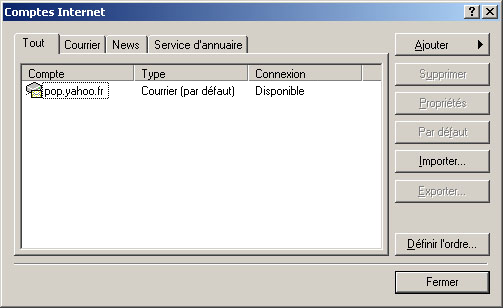 Comptes Internet
Tout Courrier News Service d'annuaire
Compte Type Connexion
pop.yahoo.fr Courrier (par défaut) Disponible
Ajouter
Supprimer
Propriétés
Par défaut
Importer...
Exporter...
Définir l'ordre...
Fermer